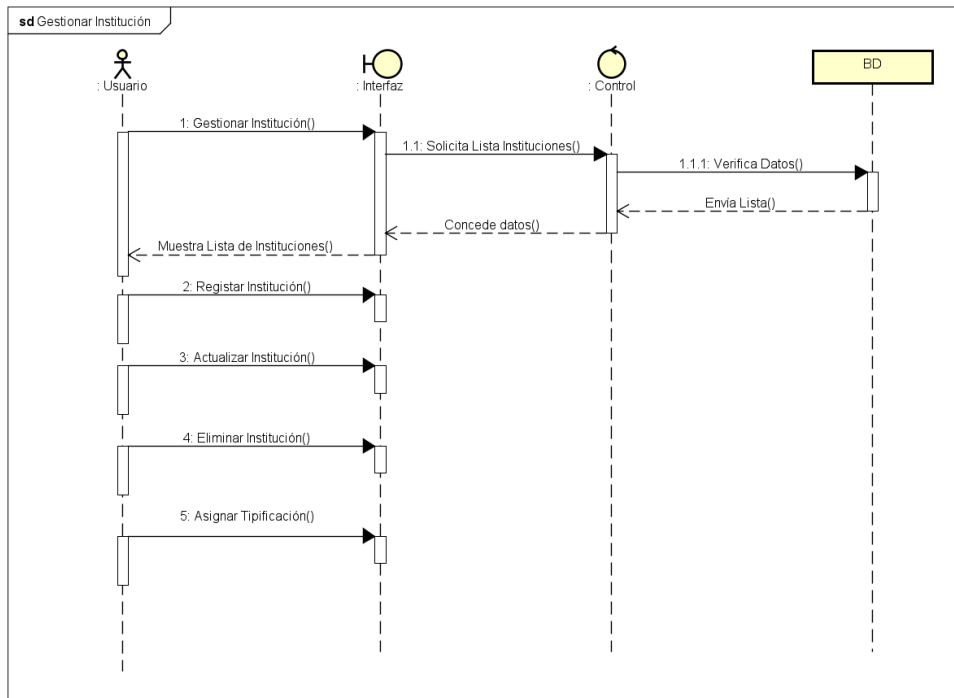 sd Gestionar Institución
: Usuario
: Interfaz
: Control
BD
1: Gestionar Institución()
1.1: Solicita Lista Instituciones()
1.1.1: Verifica Datos()
Envía Lista()
Concede datos()
Muestra Lista de Instituciones()
2: Registar Institución()
3: Actualizar Institución()
4: Eliminar Institución()
5: Asignar Tipificación()